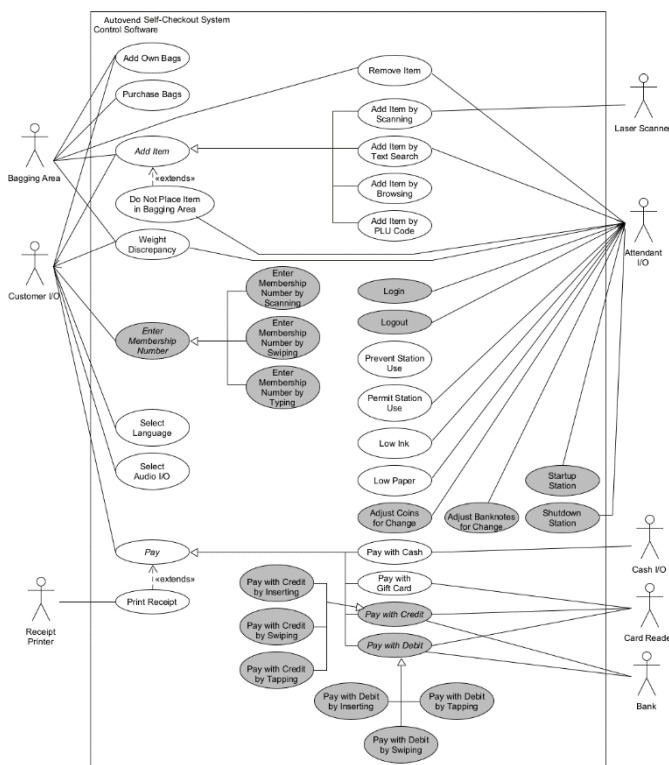 Autovend Self-Checkout System
Control Software
Add Own Bags
Purchase Bags
Remove Item
Add Item by
Scanning
Laser Scanner
Bagging Area
Add Item
Add Item by
Text Search
«extends»
Do Not Place Item
in Bagging Area
Add Item by
Browsing
Add Item by
PLU Code
Weight
Discrepancy
Customer I/O
Attendant
I/O
Enter
Membership
Number by
Scanning
Login
Logout
Enter
Membership
Number
Enter
Membership
Number by
Swiping
Enter
Membership
Number by
Typing
Prevent Station
Use
Permit Station
Use
Select
Language
Low Ink
Select
Audio I/O
Low Paper
Startup
Station
Adjust Coins
for Change
Adjust Banknotes
for Change
Shutdown
Station
Pay
Pay with Cash
Cash I/O
«extends»
Pay with Credit
by Inserting
Pay with
Gift Card
Print Receipt
Receipt
Printer
Pay with Credit
by Swiping
Pay with Credit
Card Reade
Pay with Credit
by Tapping
Pay with Debit
Bank
Pay with Debit
by Inserting
Pay with Debit
by Tapping
Pay with Debit
by Swiping